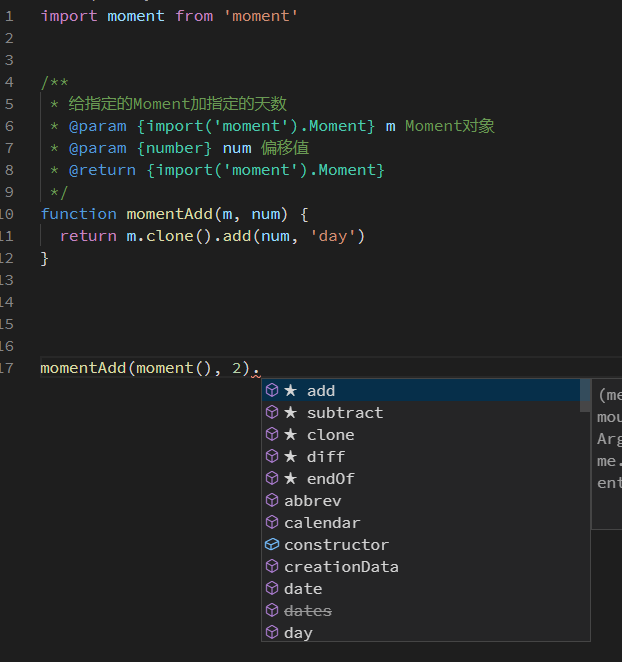 1 import moment from 'moment'
2
3
4 /**
5 * 给指定的Moment加指定的天数
6 * @param {import('moment').Moment} m Moment对象
7 * @param {number} num 偏移值
8 * @return {import('moment').Moment}
9 */
10 function momentAdd(m, num) {
11 return m.clone().add(num, 'day')
12 }
13
14
15
16
17 momentAdd(moment(), 2).
★ add
★ subtract
★ clone
★ diff
★ endOf
abbrev
calendar
constructor
creationData
date
dates
day
(me
mou
Arg
me.
ent